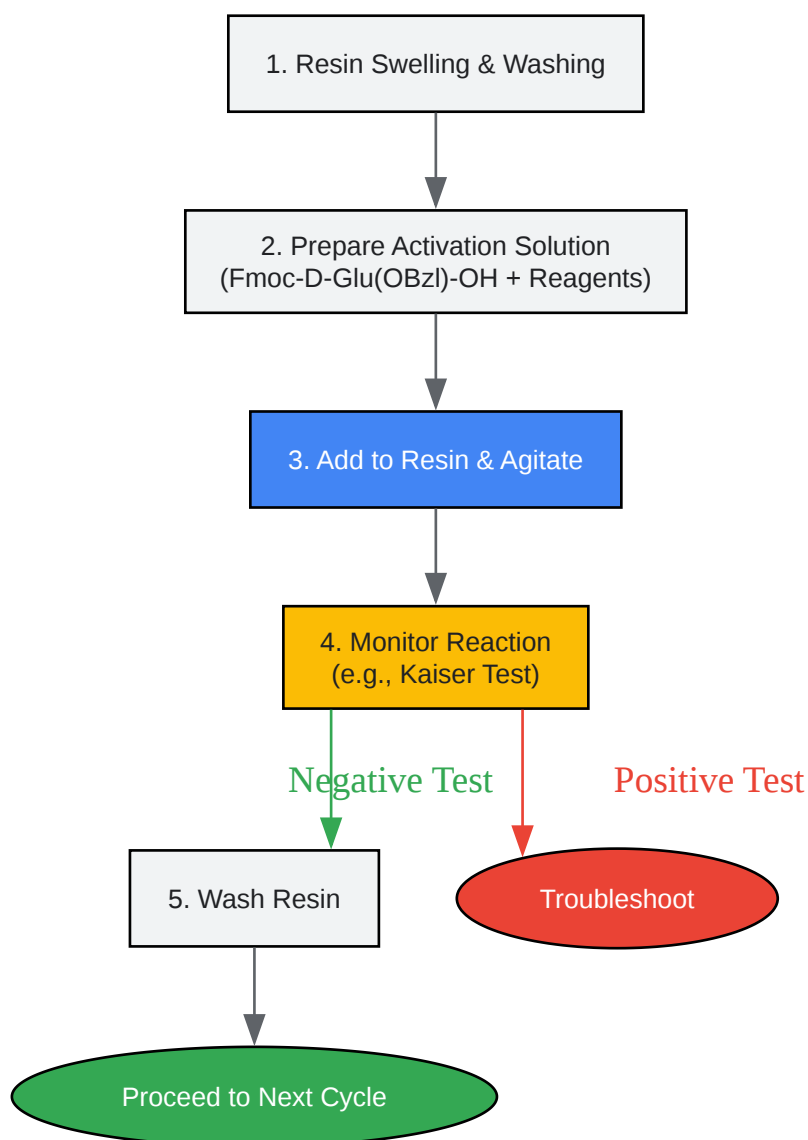 1. Resin Swelling & Washing
2. Prepare Activation Solution
(Fmoc-D-Glu(OBzl)-OH + Reagents)
3. Add to Resin & Agitate
4. Monitor Reaction
(e.g., Kaiser Test)
Negative Test
Positive Test
5. Wash Resin
Troubleshoot
Proceed to Next Cycle